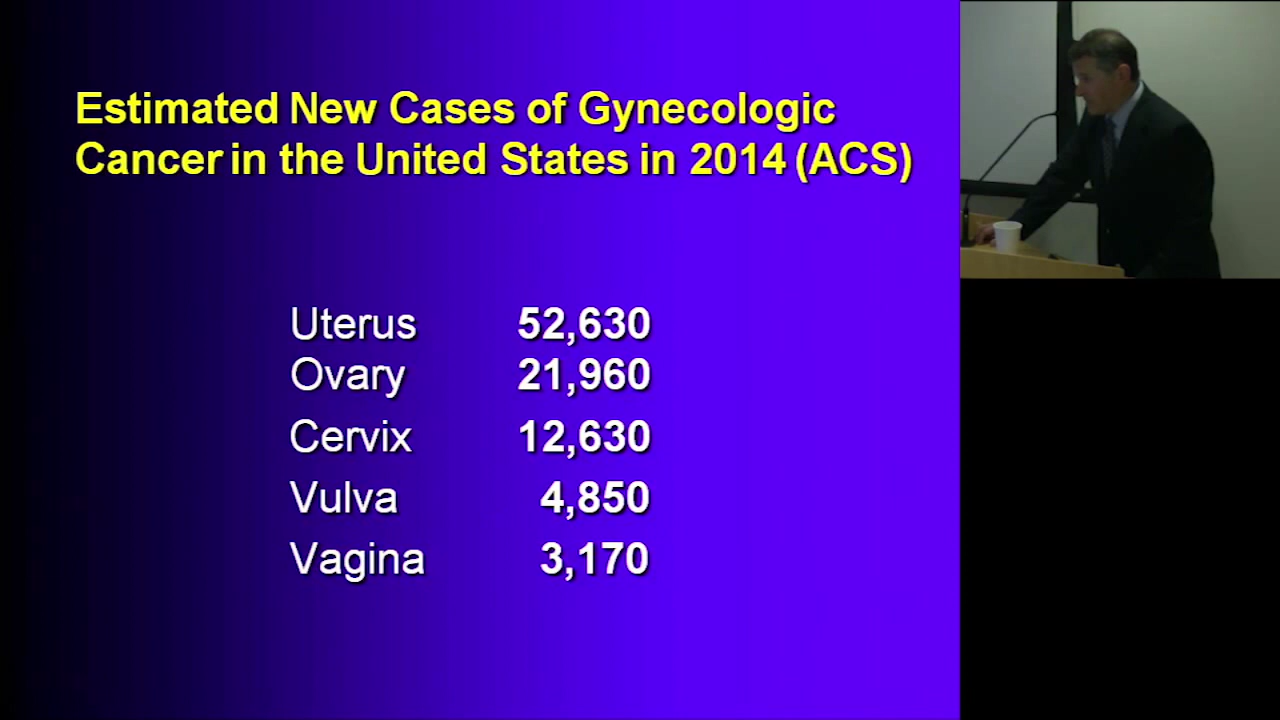 Estimated New Cases of Gynecologic
Cancer in the United States in 2014 (ACS)
Uterus 52,630
Ovary 21,960
Cervix 12,630
Vulva 4,850
Vagina 3,170